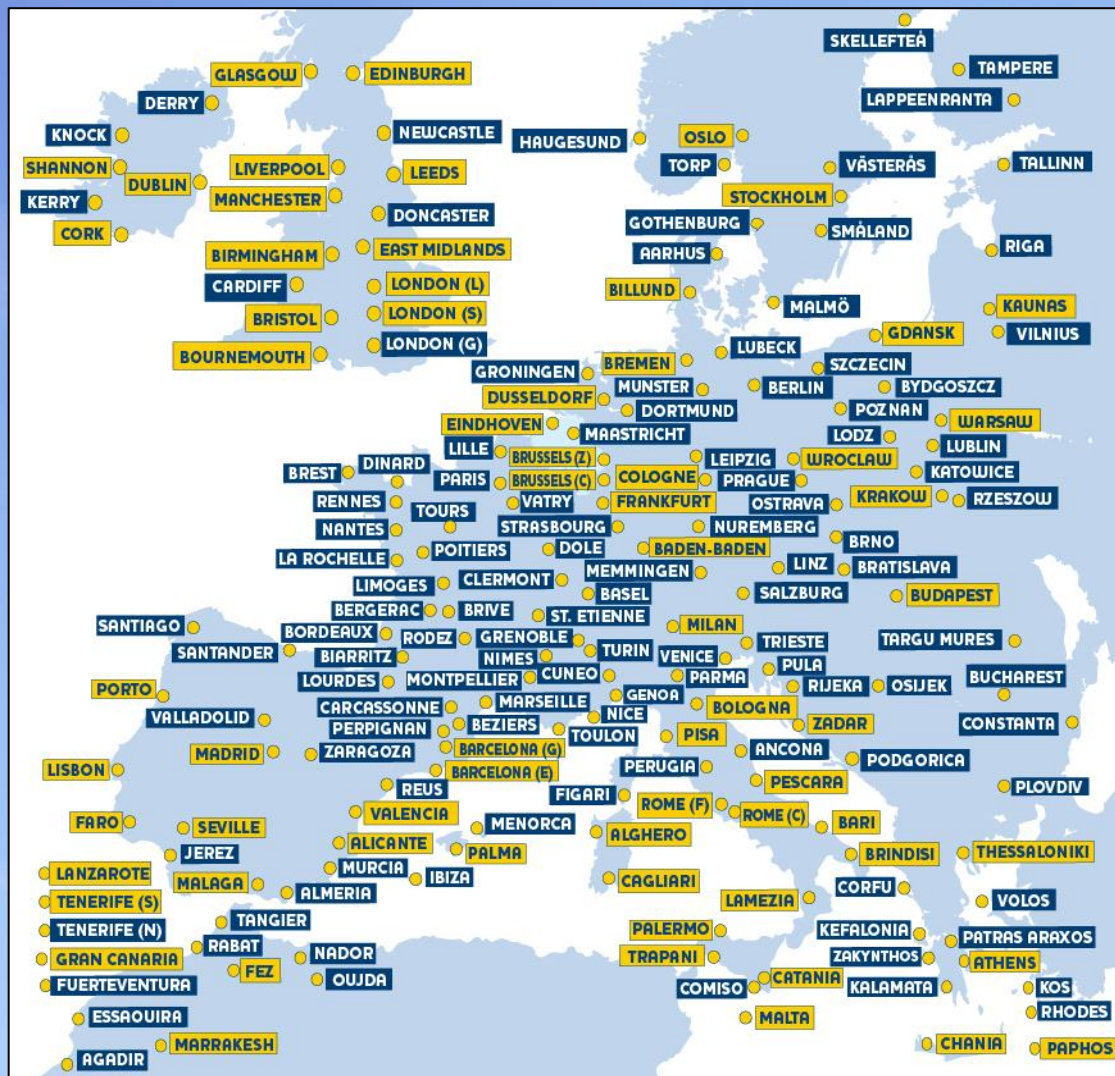 SKELLEFTEÅ
GLASGOW
EDINBURGH
TAMPERE
DERRY
LAPPEENRANTA
KNOCK
NEWCASTLE
HAUGESUND
OSLO
SHANNON
LIVERPOOL
LEEDS
TORP
VÄSTERÅS
TALLINN
DUBLIN
MANCHESTER
STOCKHOLM
KERRY
DONCASTER
GOTHENBURG
SMÅLAND
CORK
BIRMINGHAM
EAST MIDLANDS
AARHUS
RIGA
CARDIFF
LONDON (L)
BILLUND
MALMÖ
KAUNAS
BRISTOL
LONDON (S)
GDANSK
VILNIUS
BOURNEMOUTH
LONDON (G)
LUBECK
GRONINGEN
BREMEN
SZCZECIN
DUSSELDORF
MUNSTER
BERLIN
BYDGOSZCZ
DORTMUND
POZNAN
WARSAW
EINDHOVEN
MAASTRICHT
LODZ
LUBLIN
LILLE
BRUSSELS (Z)
LEIPZIG
WROCLAW
DINARD
BREST
PARIS
BRUSSELS (C)
COLOGNE
PRAGUE
KATOWICE
RENNES
TOURS
VATRY
FRANKFURT
OSTRAVA
KRAKOW
RZESZOW
NANTES
STRASBOURG
NUREMBERG
BRNO
LA ROCHELLE
POITIERS
DOLE
BADEN-BADEN
LINZ
BRATISLAVA
LIMOGES
CLERMONT
MEMMINGEN
BASEL
SALZBURG
BUDAPEST
BERGERAC
BRIVE
ST. ETIENNE
SANTIAGO
BORDEAUX
RODEZ
GRENOBLE
MILAN
TRIESTE
TARGU MURES
SANTANDER
BIARRITZ
NIMES
TURIN
VENICE
PULA
LOURDES
MONTPELLIER
CUNEO
PARMA
RIJEKA
OSIJEK
BUCHAREST
PORTO
CARCASSONNE
MARSEILLE
GENOA
BOLOGNA
VALLADOLID
PERPIGNAN
BEZIERS
NICE
ZADAR
CONSTANTA
TOULON
PISA
MADRID
ZARAGOZA
BARCELONA (G)
ANCONA
PODGORICA
LISBON
BARCELONA (E)
PERUGIA
PESCARA
REUS
FIGARI
ROME (F)
PLOVDIV
VALENCIA
ROME (C)
FARO
SEVILLE
MENORCA
ALGHERO
BARI
JEREZ
ALICANTE
PALMA
BRINDISI
THESSALONIKI
LANZAROTE
MALAGA
MURCIA
IBIZA
CAGLIARI
CORFU
TENERIFE (S)
ALMERIA
LAMEZIA
VOLOS
TENERIFE (N)
TANGIER
PALERMO
KEFALONIA
PATRAS ARAXOS
GRAN CANARIA
RABAT
NADOR
TRAPANI
ZAKYNTHOS
ATHENS
FUERTEVENTURA
FEZ
OUJDA
COMISO
CATANIA
KALAMATA
KOS
ESSAOUIRA
MALTA
RHODES
MARRAKESH
CHANIA
PAPHOS
AGADIR